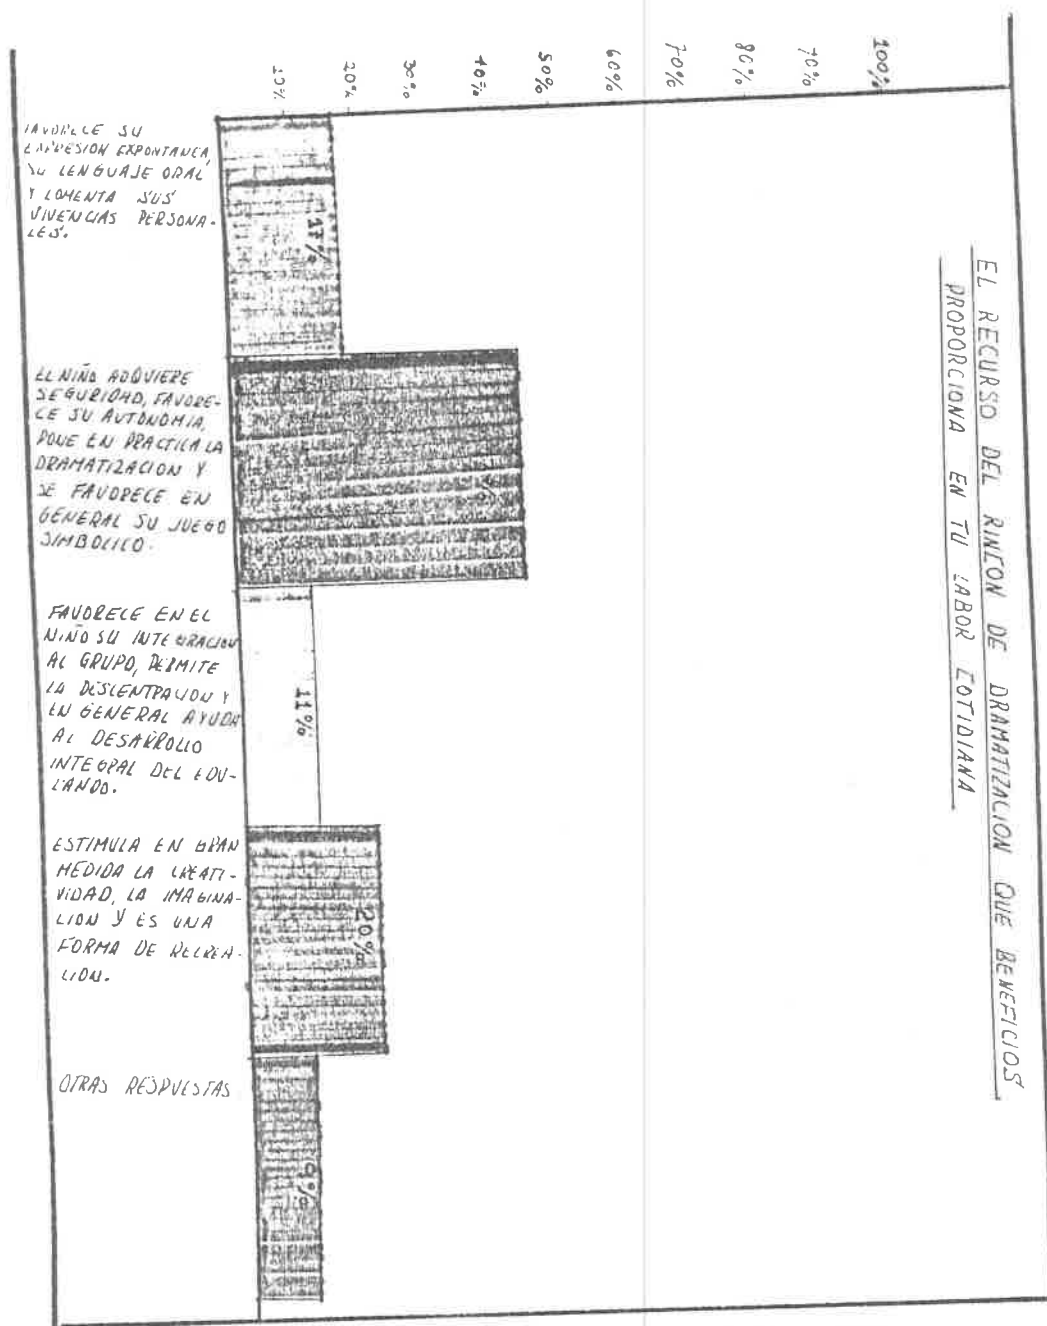 EL RECURSO DEL RINCON DE DRAMATIZACION QUE BENEFICIOS
PROPORCIONA EN TU LABOR COTIDIANA
100%
90%
80%
70%
60%
50%
40%
30%
20%
10%
17%
%
11%
20%
9%
FAVORECE SU
EXPRESION EXPONTANEA,
SU LENGUAJE ORAL
Y COMENTA SUS
VIVENCIAS PERSONA-
LES.
EL NIÑO ADQUIERE
SEGURIDAD, FAVORE-
CE SU AUTONOMIA,
PONE EN PRACTICA LA
DRAMATIZACION Y
SE FAVORECE EN
GENERAL SU JUEGO
SIMBOLICO.
FAVORECE EN EL
NIÑO SU INTEGRACION
AL GRUPO, PERMITE
LA DESCENTRACION Y
EN GENERAL AYUDA
AL DESARROLLO
INTEGRAL DEL EDU-
CANDO.
ESTIMULA EN GRAN
MEDIDA LA CREATI-
VIDAD, LA IMAGINA-
CION Y ES UNA
FORMA DE RECREA-
CION.
OTRAS RESPUESTAS